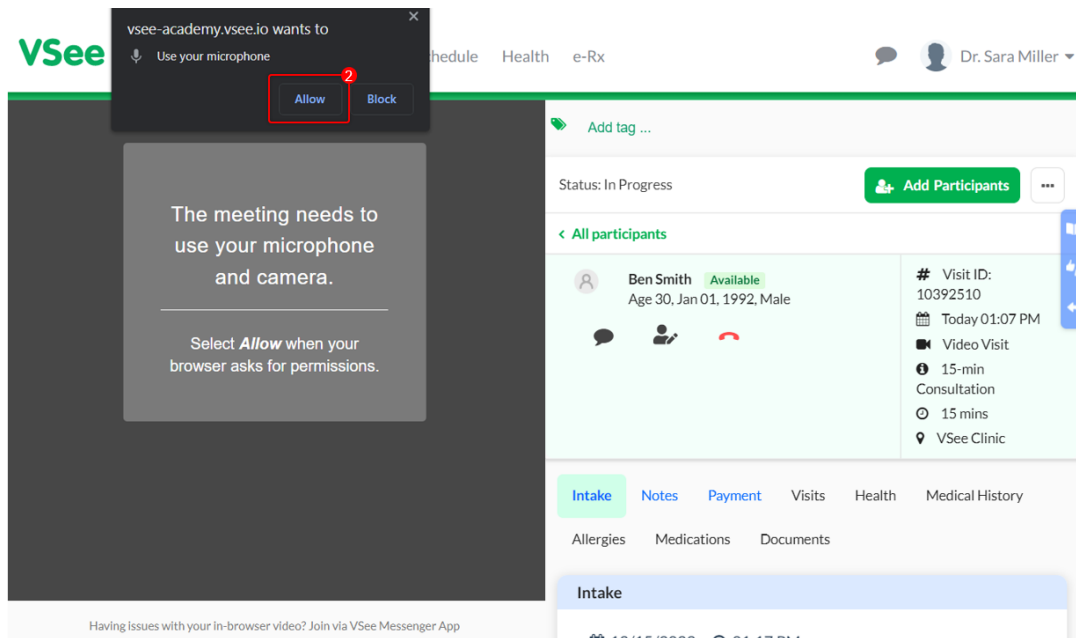 VSee
vsee-academy.vsee.io wants to
Use your microphone
Allow
2
Block
hedule
Health
e-Rx
Dr. Sara Miller
The meeting needs to
use your microphone
and camera.
Select Allow when your
browser asks for permissions.
Having issues with your in-browser video? Join via VSee Messenger App
Add tag ...
Status: In Progress
Add Participants
All participants
Ben Smith
Available
Age 30, Jan 01, 1992, Male
# Visit ID:
10392510
Today 01:07 PM
Video Visit
15-min
Consultation
15 mins
VSee Clinic
Intake
Notes
Payment
Visits
Health
Medical History
Allergies
Medications
Documents
Intake